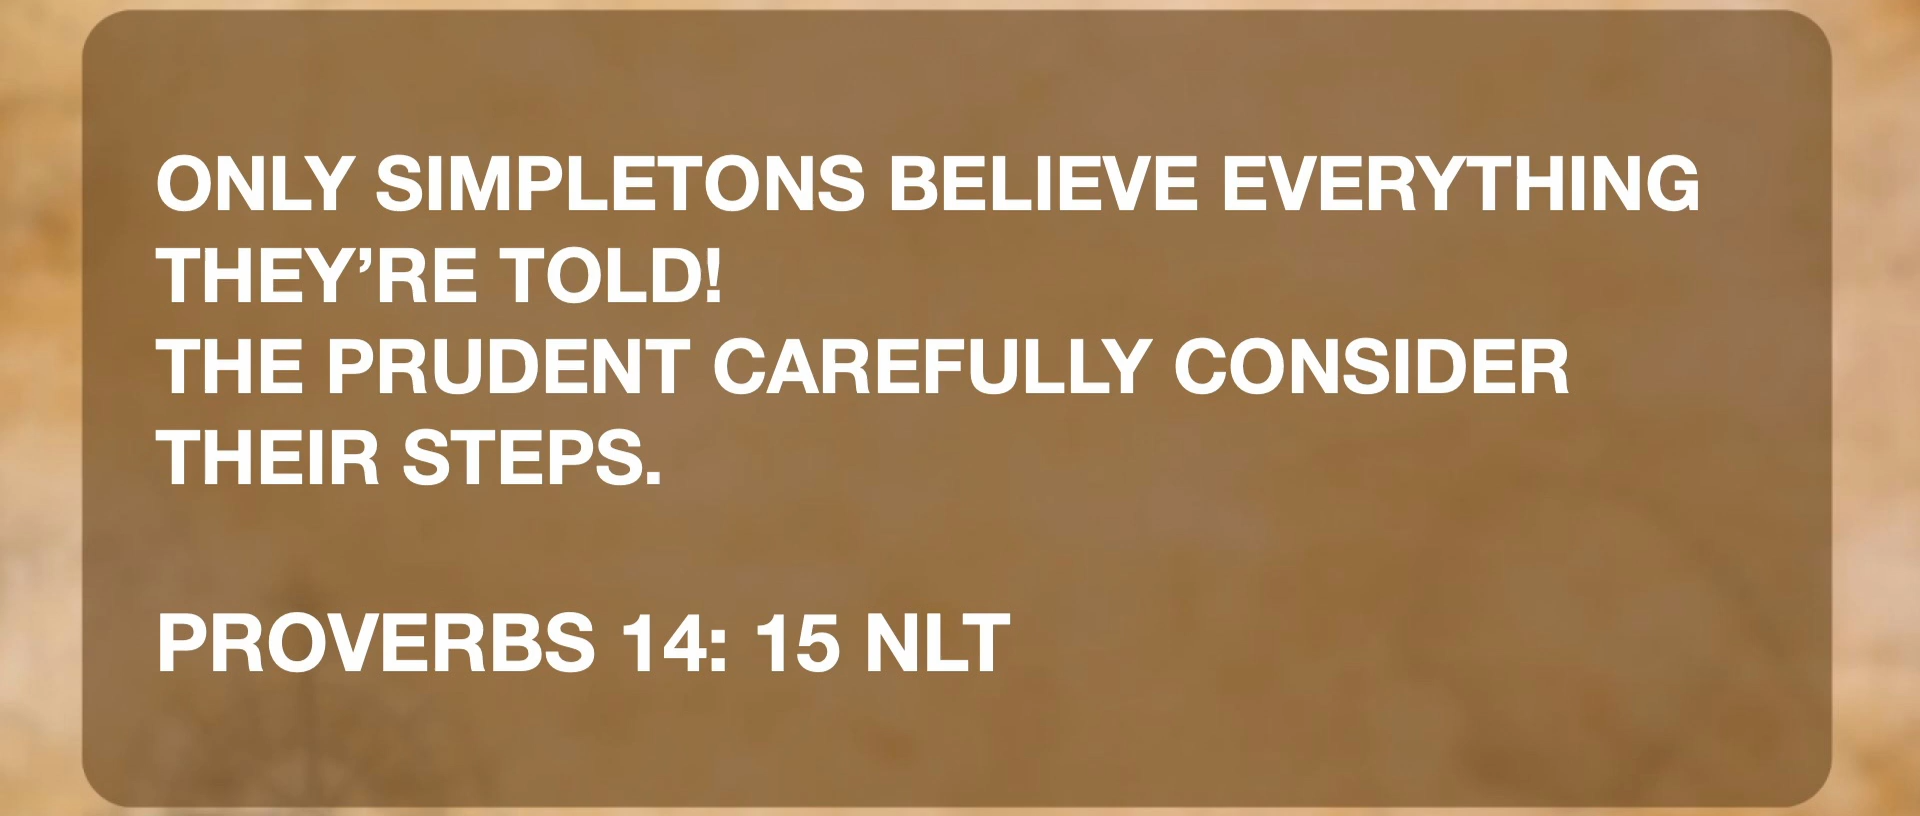 ONLY SIMPLETONS BELIEVE EVERYTHING
THEY’RE TOLD!
THE PRUDENT CAREFULLY CONSIDER
THEIR STEPS.
PROVERBS 14: 15 NLT